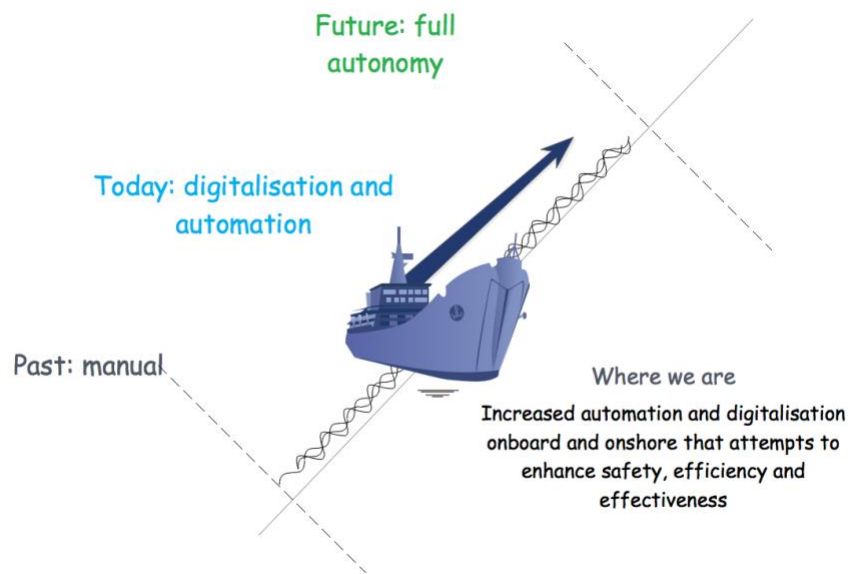 Future: full
autonomy
Today: digitalisation and
automation
Past: manual
Where we are
Increased automation and digitalisation
onboard and onshore that attempts to
enhance safety, efficiency and
effectiveness